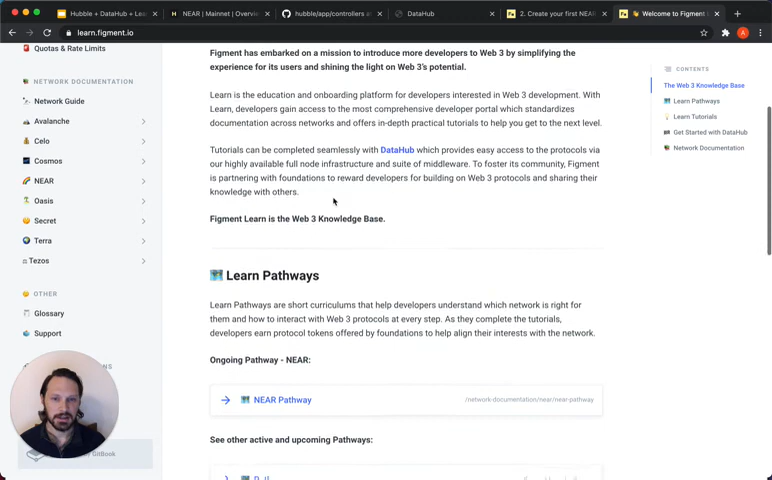 Hubble + DataHub + Lea
NEAR | Mainnet | Overvie
hubble/app/controllers a
DataHub
2. Create your first NEAR
Welcome to Figment
learn.figment.io
A
Quotas & Rate Limits
NETWORK DOCUMENTATION
Network Guide
Avalanche
Celo
Cosmos
NEAR
Oasis
Secret
Terra
Tezos
OTHER
Glossary
Support
by GitBook
Figment has embarked on a mission to introduce more developers to Web 3 by simplifying the
experience for its users and shining the light on Web 3's potential.
Learn is the education and onboarding platform for developers interested in Web 3 development. With
Learn, developers gain access to the most comprehensive developer portal which standardizes
documentation across networks and offers in-depth practical tutorials to help you get to the next level.
Tutorials can be completed seamlessly with DataHub which provides easy access to the protocols via
our highly available full node infrastructure and suite of middleware. To foster its community, Figment
is partnering with foundations to reward developers for building on Web 3 protocols and sharing their
knowledge with others.
Figment Learn is the Web 3 Knowledge Base.
Learn Pathways
Learn Pathways are short curriculums that help developers understand which network is right for
them and how to interact with Web 3 protocols at every step. As they complete the tutorials,
developers earn protocol tokens offered by foundations to help align their interests with the network.
Ongoing Pathway - NEAR:
NEAR Pathway
/network-documentation/near/near-pathway
See other active and upcoming Pathways:
CONTENTS
The Web 3 Knowledge Base
Learn Pathways
Learn Tutorials
Get Started with DataHub
Network Documentation